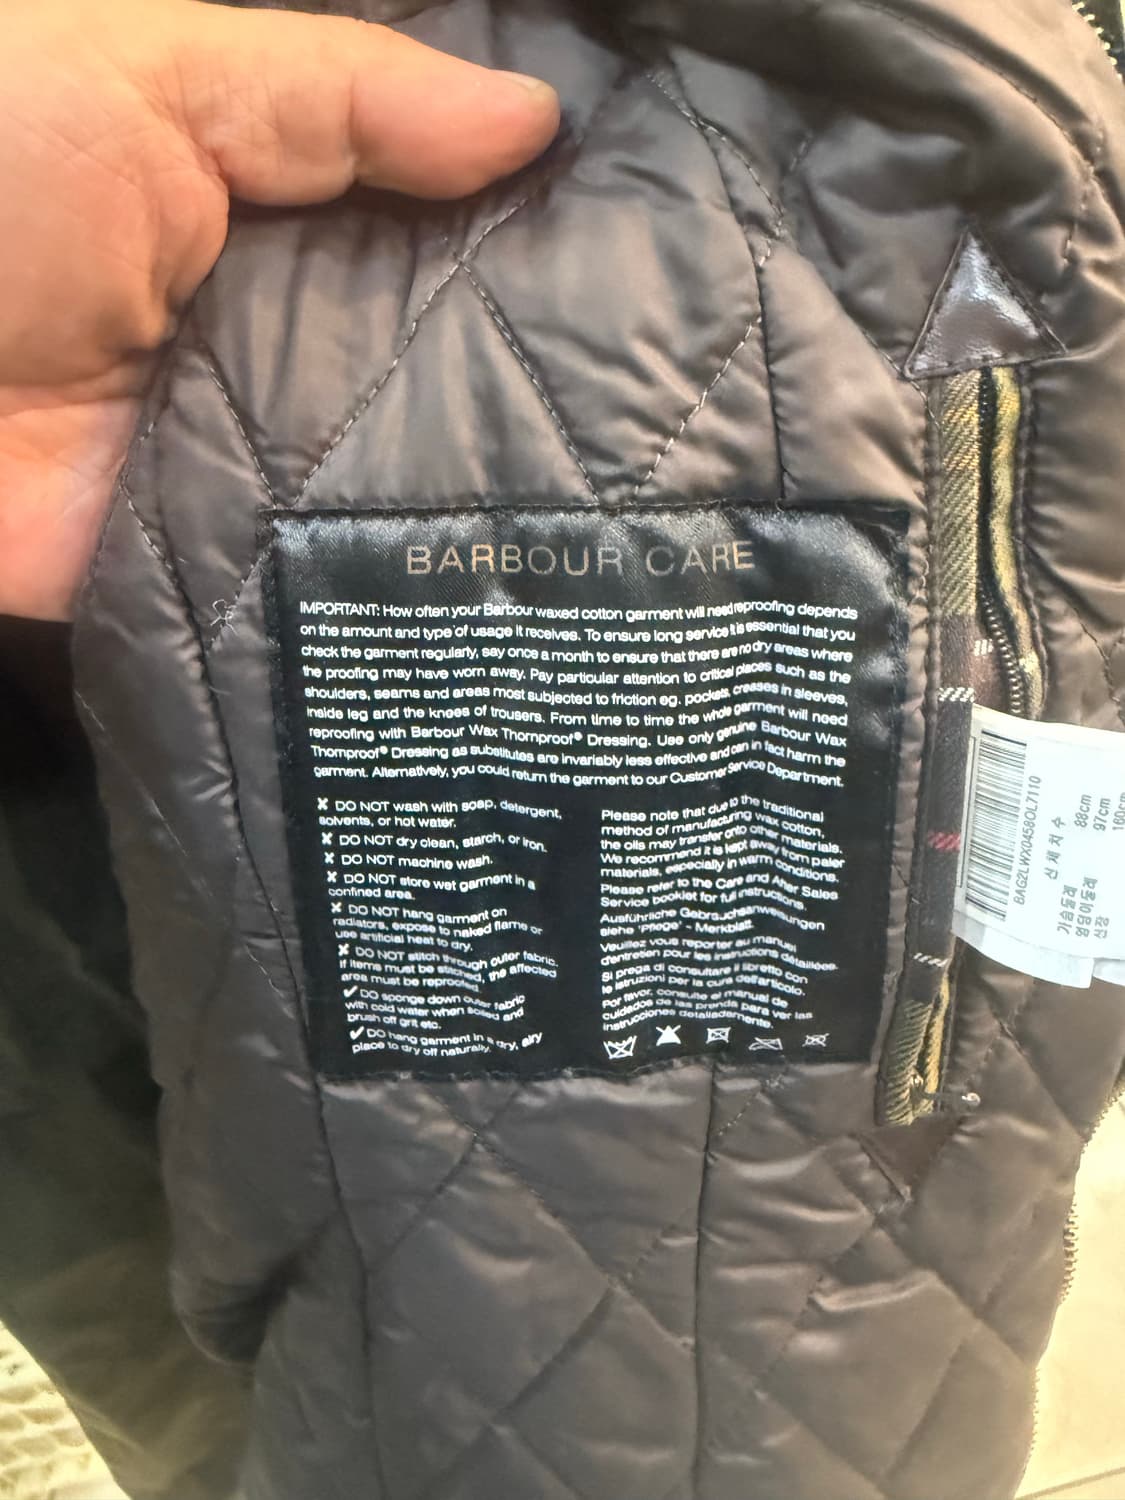 BARBOUR CARE
IMPORTANT: How often your Barbour waxed cotton garment will need reproofing depends
on the amount and type of usage it receives. To ensure long service it is essential that you
check the garment regularly, say once a month to ensure that there are no dry areas where
the proofing may have worn away. Pay particular attention to critical places such as the
shoulders, seams and areas most subjected to friction eg. pockets, creases in sleeves,
inside leg and the knees of trousers. From time to time the whole garment will need
reproofing with Barbour Wax Thornproof® Dressing. Use only genuine Barbour Wax
Thornproof® Dressing as substitutes are invariably less effective and can in fact harm the
garment. Alternatively, you could return the garment to our Customer Service Department.
✗ DO NOT wash with soap, detergent,
solvents, or hot water.
✗ DO NOT dry clean, starch, or iron.
✗ DO NOT machine wash.
✗ DO NOT store wet garment in a
confined area.
✗ DO NOT hang garment on
radiators, expose to naked flame or
use artificial heat to dry.
✗ DO NOT stitch through outer fabric.
If items must be stitched, the affected
area must be reproofed.
✓ DO sponge down outer fabric
with cold water when soiled and
brush off grit etc.
✓ DO hang garment in a dry, airy
place to dry off naturally.
Please note that due to the traditional
method of manufacturing wax cotton,
the oils may transfer onto other materials.
We recommend it is kept away from paler
materials, especially in warm conditions.
Please refer to the Care and After Sales
Service booklet for full instructions.
Ausführliche Gebrauchsanweisungen
siehe 'Pflege' - Merkblatt.
Veuillez vous reporter au manuel
d'entretien pour les instructions détaillées.
Si prega di consultare il libretto con
le istruzioni per la cura dell'articolo.
Por favor, consulte el manual de
cuidados de las prenda para ver las
instrucciones detalladamente.
BAG2LWX0458OL7110
신 체 치 수
가슴둘레 88cm
엉덩이둘레 97cm
신장 160cm